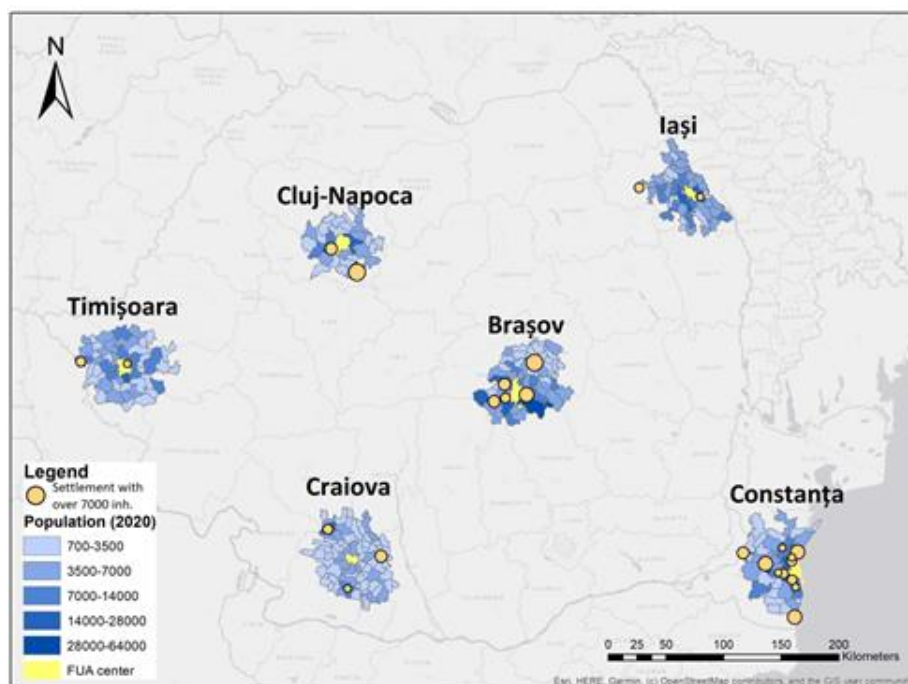 N
Iași
Cluj-Napoca
Timișoara
Brașov
Craiova
Constanța
Legend
Settlement with
over 7000 inh.
Population (2020)
700-3500
3500-7000
7000-14000
14000-28000
28000-64000
FUA center
0 25 50 100 150 200
Kilometers
Esri, HERE, Garmin, (c) OpenStreetMap contributors, and the GIS user community